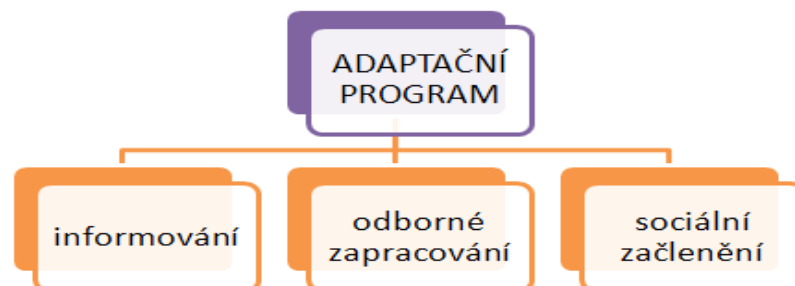 ADAPTAČNÍ
PROGRAM
informování
odborné
zapracování
sociální
začlenění